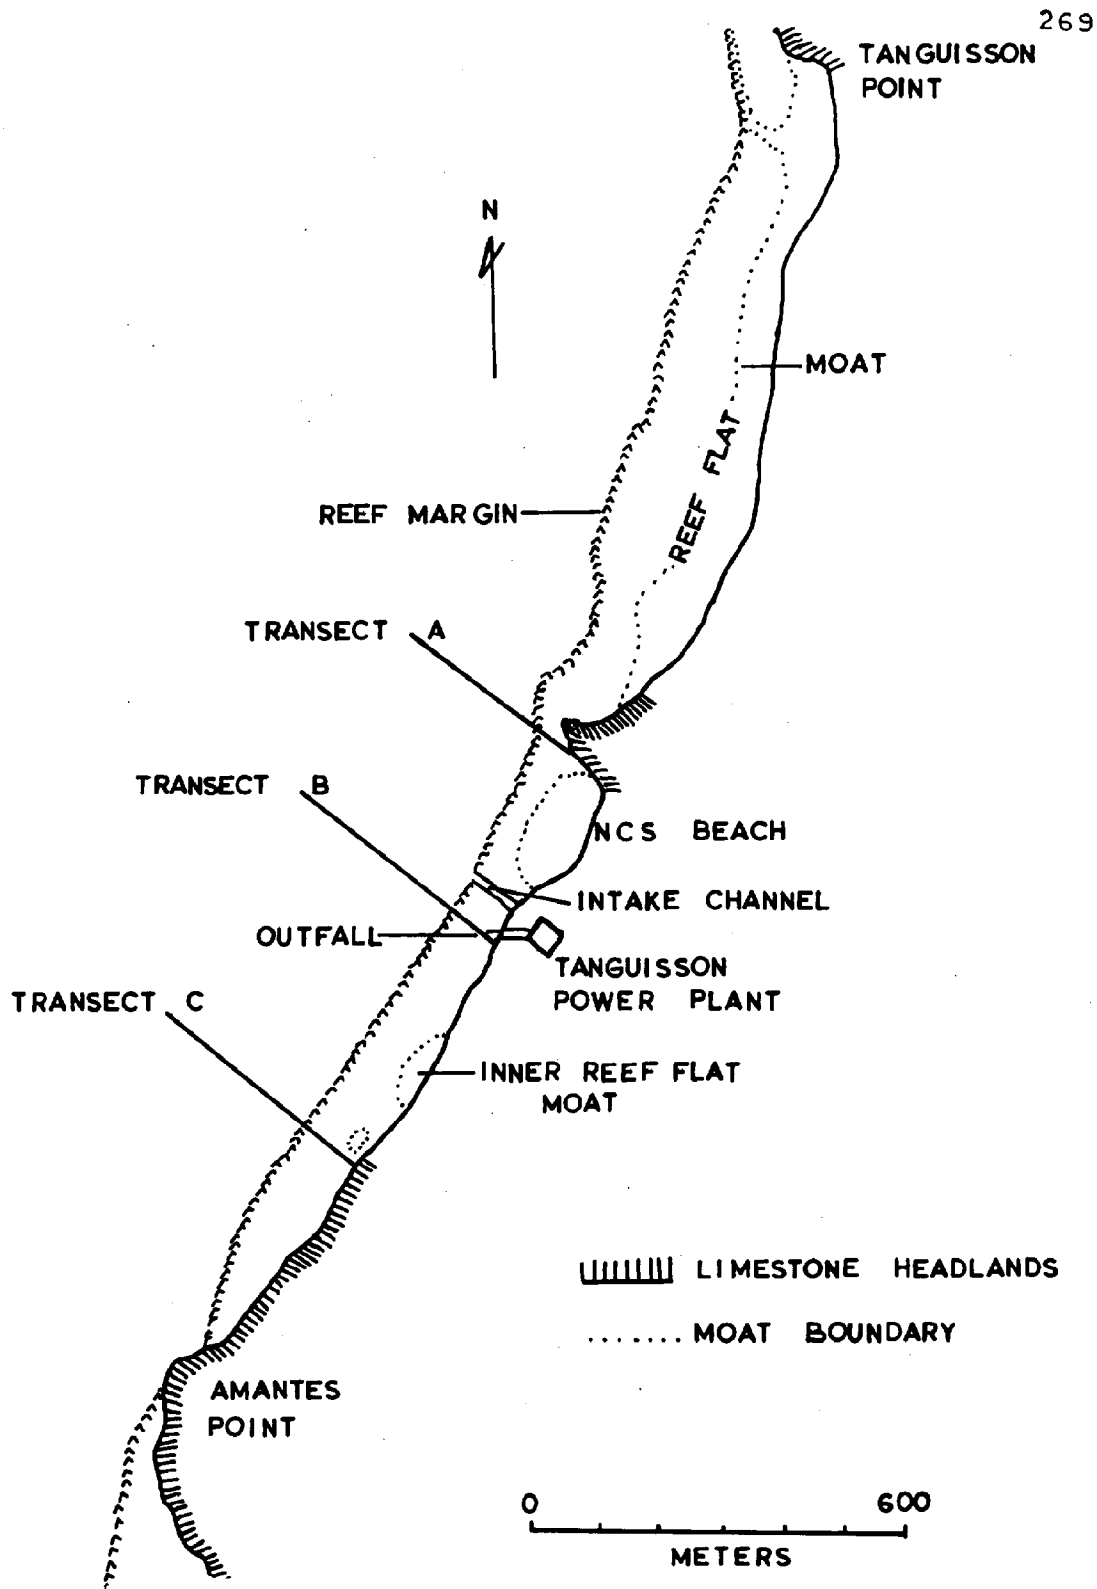 269
TANGUISSON
POINT
N
MOAT
REEF FLAT
REEF MARGIN
TRANSECT A
TRANSECT B
NCS BEACH
INTAKE CHANNEL
OUTFALL
TANGUISSON
POWER PLANT
TRANSECT C
INNER REEF FLAT
MOAT
LIMESTONE HEADLANDS
MOAT BOUNDARY
AMANTES
POINT
0 600
METERS